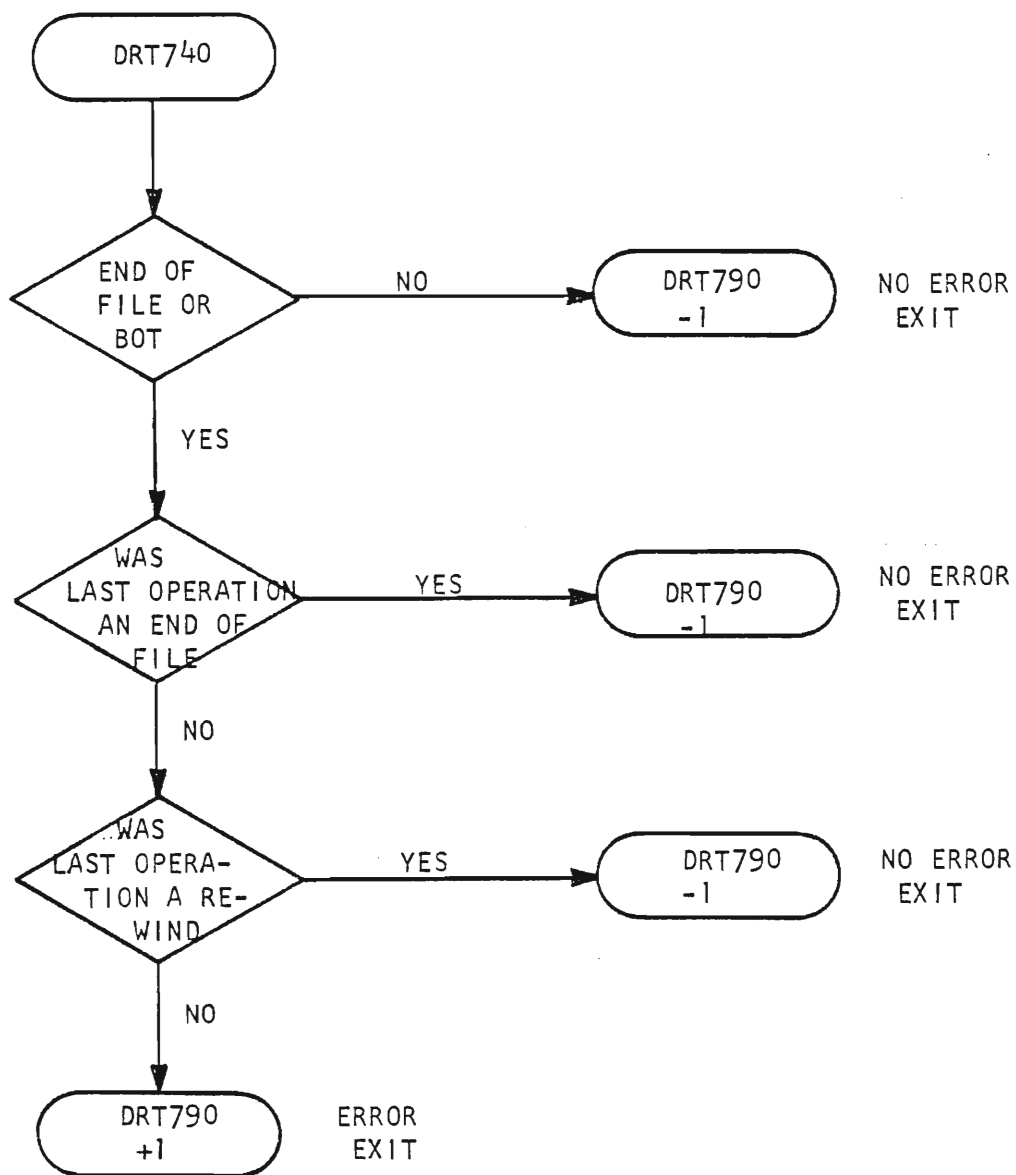 DRT740
END OF
FILE OR
BOT
NO
DRT790
-1
NO ERROR
EXIT
YES
WAS
LAST OPERATION
AN END OF
FILE
YES
DRT790
-1
NO ERROR
EXIT
NO
WAS
LAST OPERA-
TION A RE-
WIND
YES
DRT790
-1
NO ERROR
EXIT
NO
DRT790
+1
ERROR
EXIT